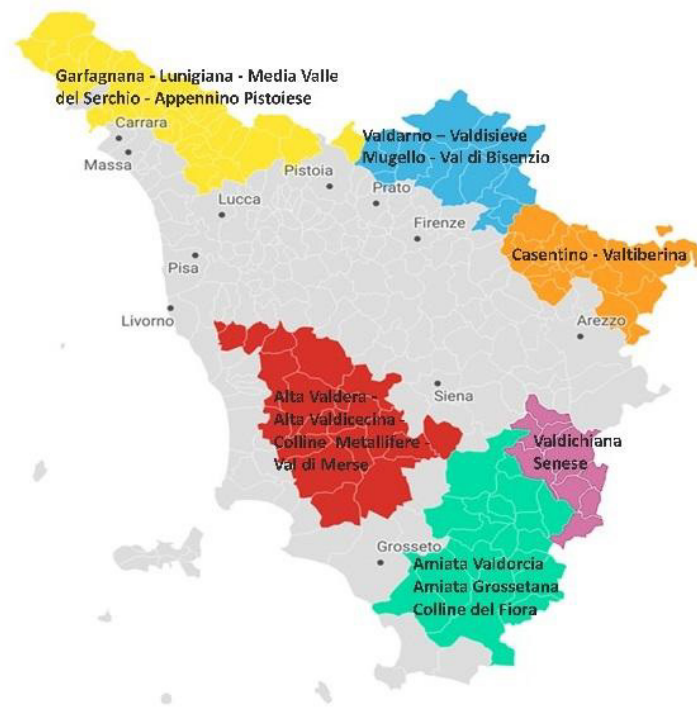 Garfagnana - Lunigiana - Media Valle
del Serchio - Appennino Pistoiese
Carrara
Massa
Valdarno – Valdisieve
Mugello - Val di Bisenzio
Pistoia
Prato
Lucca
Firenze
Casentino - Valtiberina
Pisa
Livorno
Arezzo
Siena
Alta Valdera -
Alta Valdicecina -
Colline Metallifere -
Val di Merse
Valdichiana
Senese
Grosseto
Amiata Valdorcia
Amiata Grossetana
Colline del Fiora